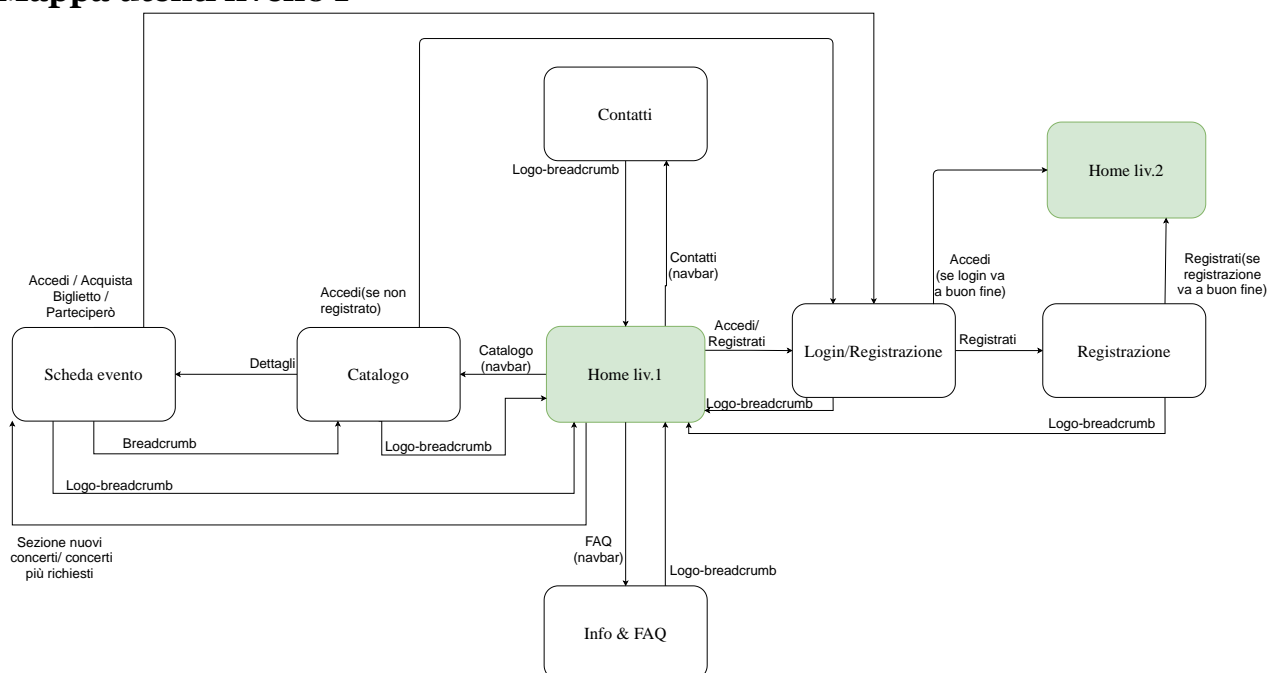 Contatti
Logo-breadcrumb
Home liv.2
Contatti
(navbar)
Accedi
(se login va
a buon fine)
Registrati(se
registrazione
va a buon fine)
Accedi / Acquista
Biglietto /
Parteciperò
Accedi(se non
registrato)
Accedi/
Registrati
Scheda evento
Dettagli
Catalogo
Catalogo
(navbar)
Home liv.1
Login/Registrazione
Registrati
Registrazione
Logo-breadcrumb
Logo-breadcrumb
Breadcrumb
Logo-breadcrumb
Logo-breadcrumb
Sezione nuovi
concerti/ concerti
più richiesti
FAQ
(navbar)
Logo-breadcrumb
Info & FAQ